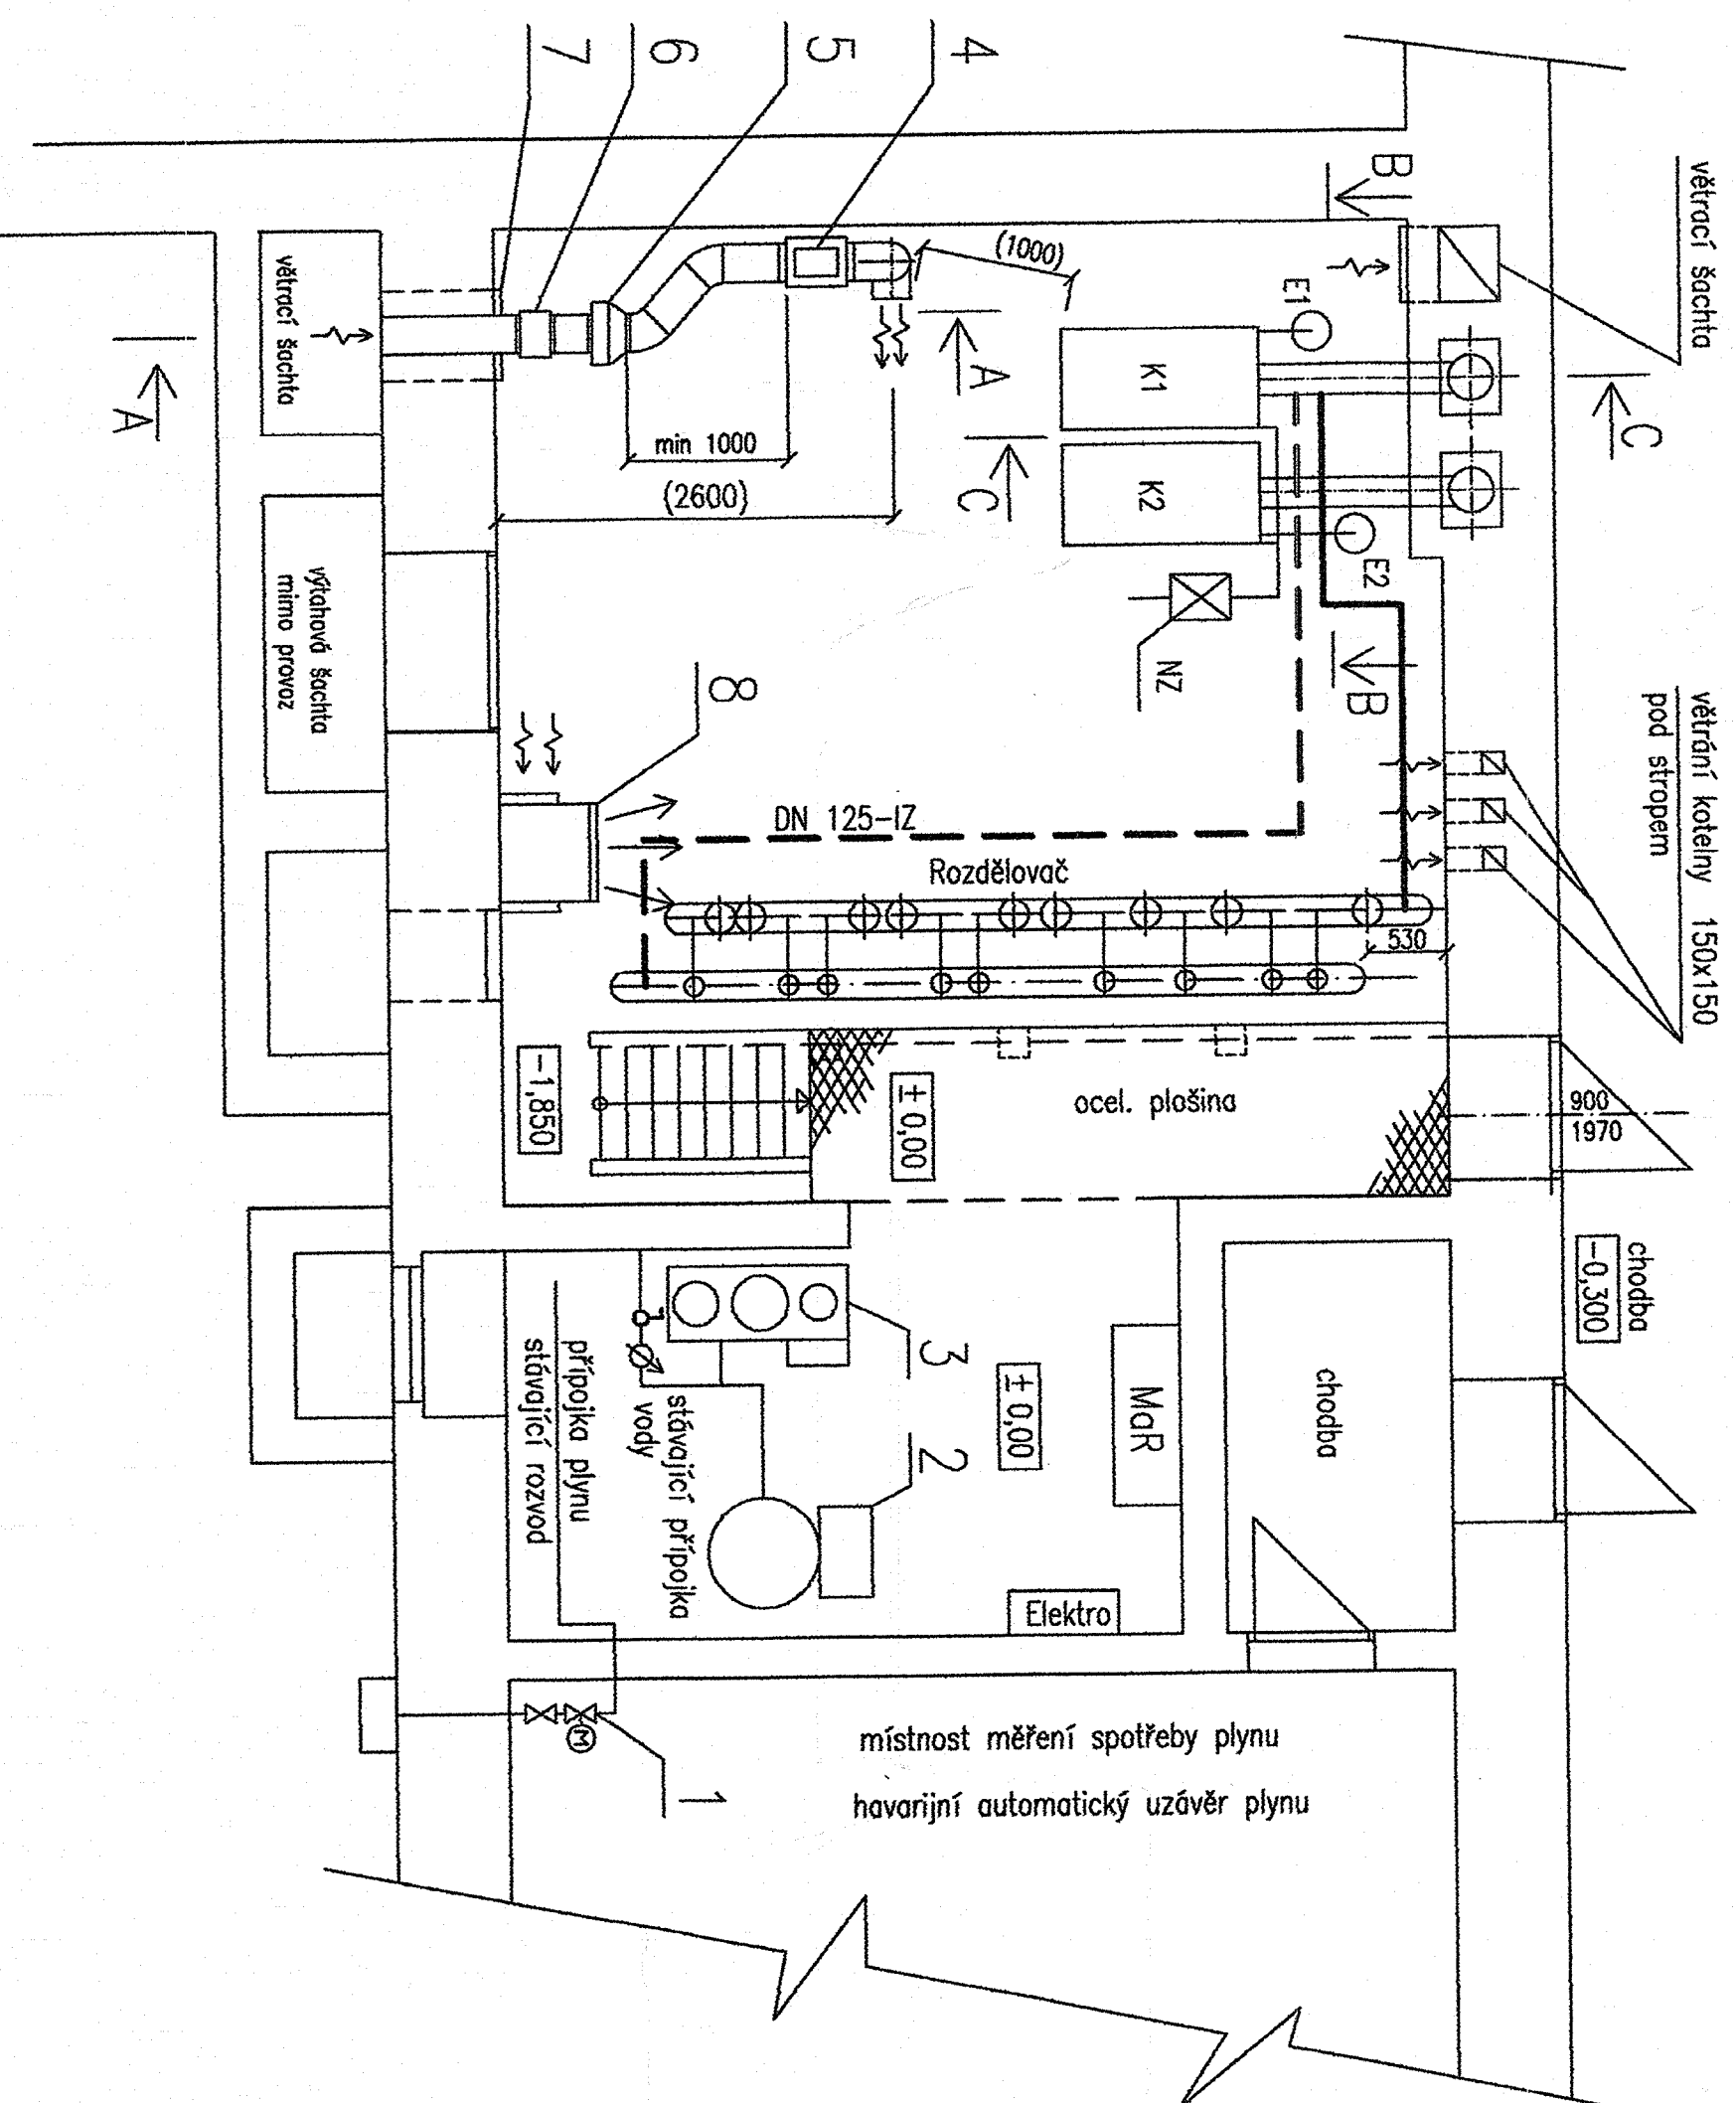 větrací šachta
větrání kotelny 150x150
pod stropem
4
5
6
7
B
C
E1
(1000)
větrací šachta
A
A
K1
min 1000
(2600)
C
K2
E2
výtahová šachta
mimo provoz
NZ
B
8
DN 125-IZ
Rozdělovač
530
-1,850
±0,00
ocel. plošina
900
1970
chodba
-0,300
3
±0,00
MaR
chodba
přípojka plynu
stávající rozvod
stávající přípojka
vody
2
Elektro
M
1
místnost měření spotřeby plynu
havarijní automatický uzávěr plynu